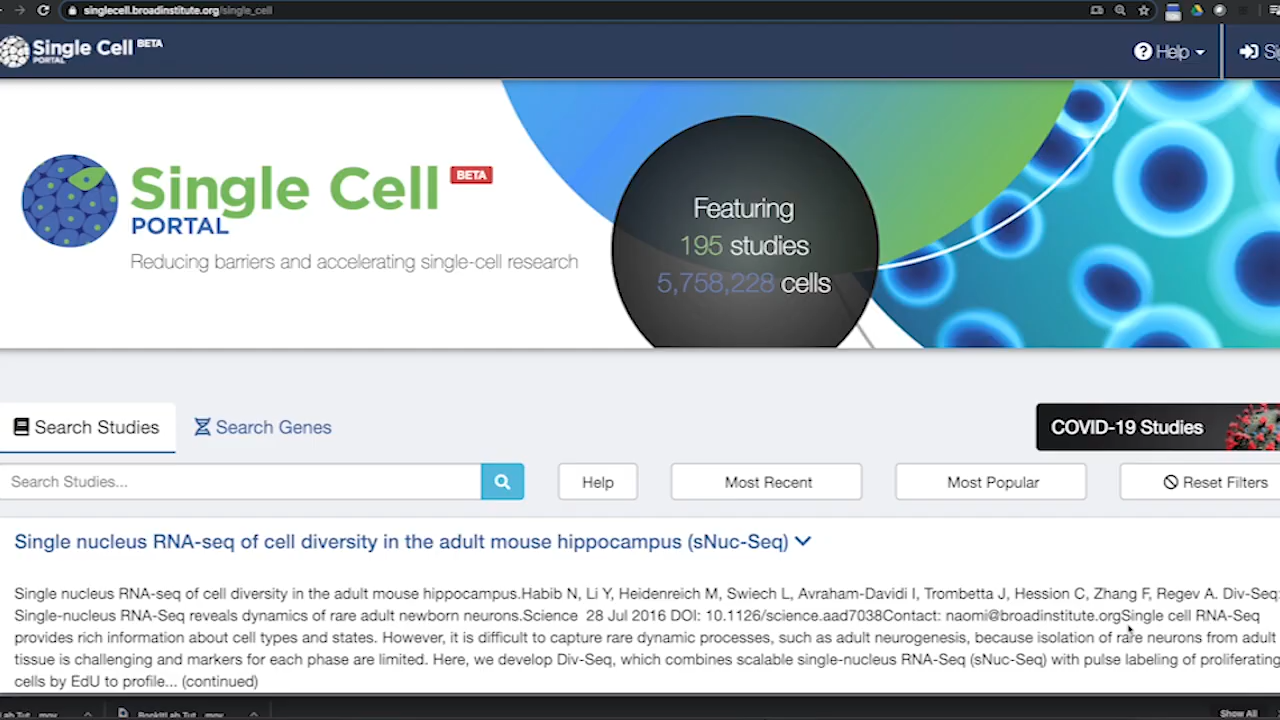 singlecell.broadinstitute.org/single_cell
Single Cell BETA
PORTAL
Help
Single Cell BETA
PORTAL
Reducing barriers and accelerating single-cell research
Featuring
195 studies
5,758,228 cells
Search Studies
Search Genes
COVID-19 Studies
Search Studies...
Help
Most Recent
Most Popular
Reset Filters
Single nucleus RNA-seq of cell diversity in the adult mouse hippocampus (sNuc-Seq)
Single nucleus RNA-seq of cell diversity in the adult mouse hippocampus.Habib N, Li Y, Heidenreich M, Swiech L, Avraham-Davidi I, Trombetta J, Hession C, Zhang F, Regev A. Div-Seq:
Single-nucleus RNA-Seq reveals dynamics of rare adult newborn neurons.Science 28 Jul 2016 DOI: 10.1126/science.aad7038Contact: naomi@broadinstitute.orgSingle cell RNA-Seq
provides rich information about cell types and states. However, it is difficult to capture rare dynamic processes, such as adult neurogenesis, because isolation of rare neurons from adult
tissue is challenging and markers for each phase are limited. Here, we develop Div-Seq, which combines scalable single-nucleus RNA-Seq (sNuc-Seq) with pulse labeling of proliferating
cells by EdU to profile... (continued)
Show All